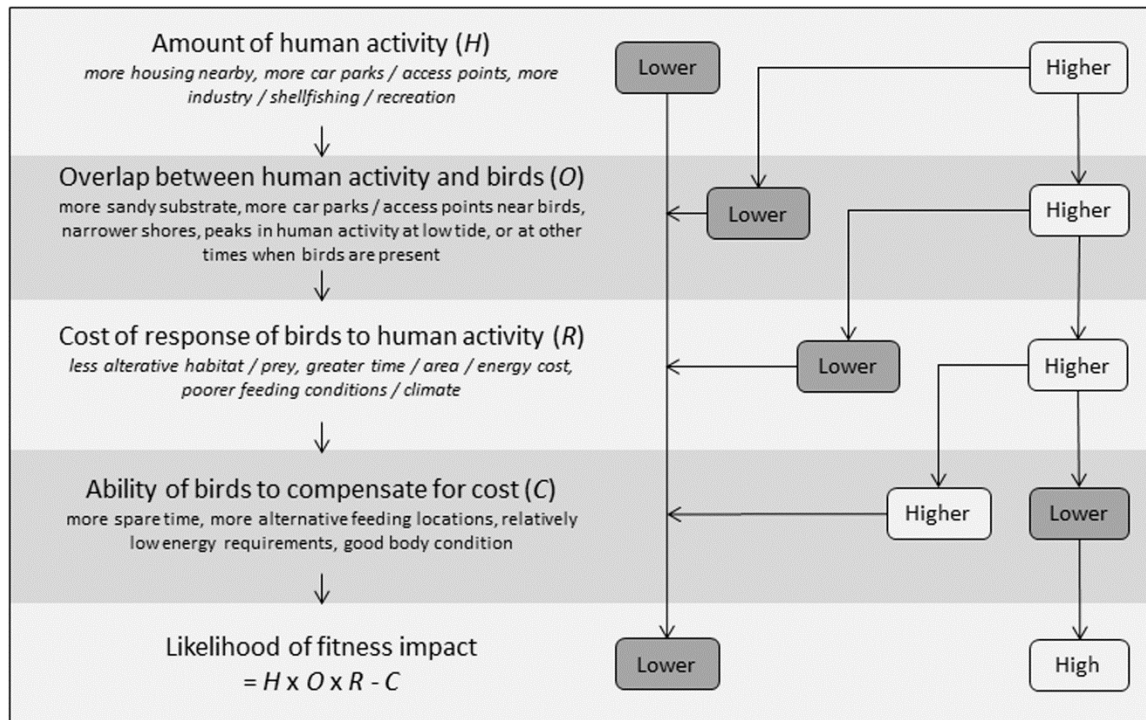 Amount of human activity (H)
more housing nearby, more car parks / access points, more
industry / shellfishing / recreation
Lower
Higher
Overlap between human activity and birds (O)
more sandy substrate, more car parks / access points near birds,
narrower shores, peaks in human activity at low tide, or at other
times when birds are present
Lower
Higher
Cost of response of birds to human activity (R)
less alterative habitat / prey, greater time / area / energy cost,
poorer feeding conditions / climate
Lower
Higher
Ability of birds to compensate for cost (C)
more spare time, more alternative feeding locations, relatively
low energy requirements, good body condition
Higher
Lower
Likelihood of fitness impact
= H x O x R - C
Lower
High